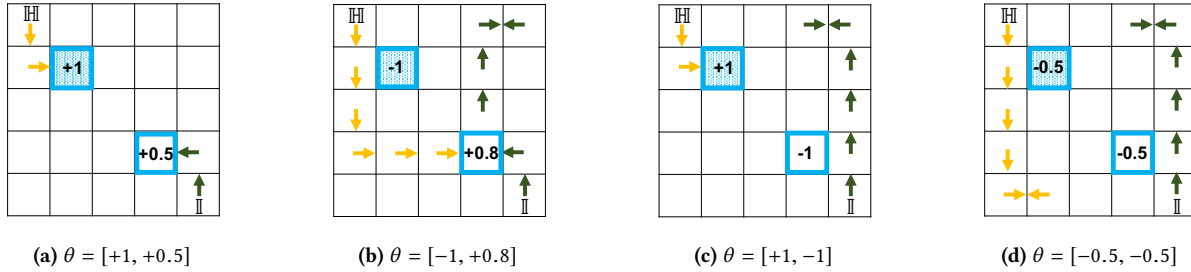 ℍ
+1
+0.5
𝕀
(a) θ = [+1, +0.5]
ℍ
-1
+0.8
𝕀
(b) θ = [−1, +0.8]
ℍ
+1
-1
𝕀
(c) θ = [+1, −1]
ℍ
-0.5
-0.5
𝕀
(d) θ = [−0.5, −0.5]